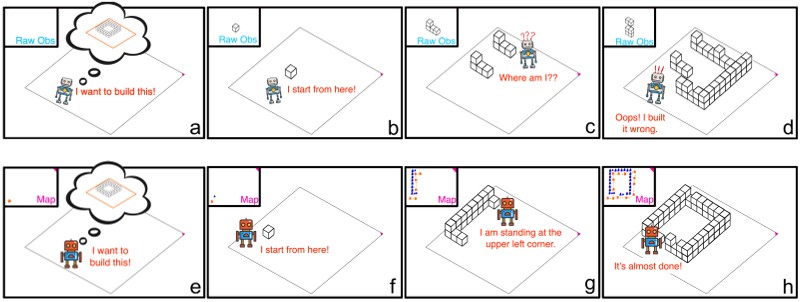 Raw Obs
I want to build this!
a
Raw Obs
I start from here!
b
Raw Obs
???
Where am I??
c
Raw Obs
!!!
Oops! I built
it wrong.
d
Map
I want to
build this!
e
Map
I start from here!
f
Map
I am standing at the
upper left corner.
g
Map
It's almost done!
h